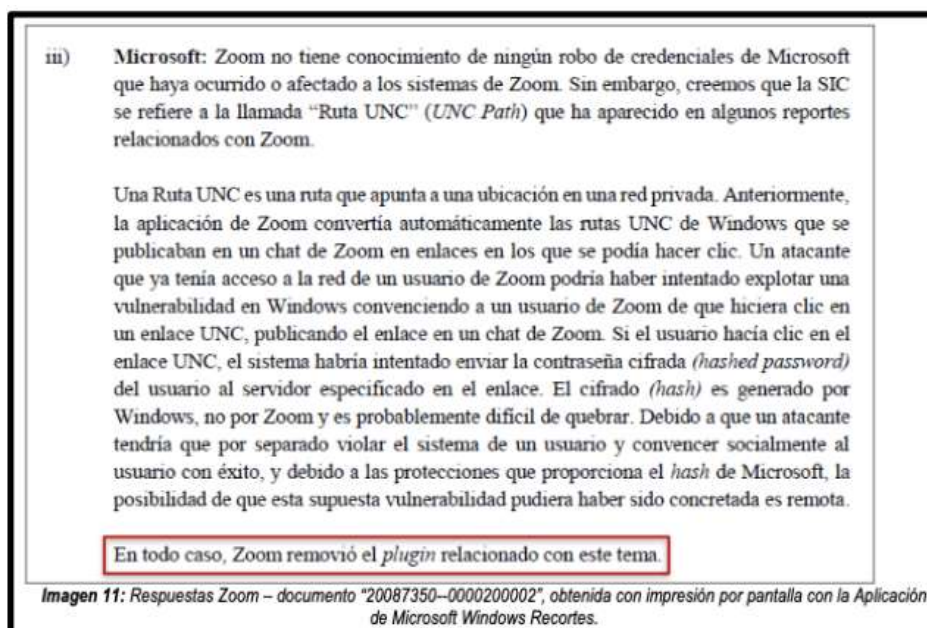 iii) Microsoft: Zoom no tiene conocimiento de ningún robo de credenciales de Microsoft
que haya ocurrido o afectado a los sistemas de Zoom. Sin embargo, creemos que la SIC
se refiere a la llamada “Ruta UNC” (UNC Path) que ha aparecido en algunos reportes
relacionados con Zoom.
Una Ruta UNC es una ruta que apunta a una ubicación en una red privada. Anteriormente,
la aplicación de Zoom convertía automáticamente las rutas UNC de Windows que se
publicaban en un chat de Zoom en enlaces en los que se podía hacer clic. Un atacante
que ya tenía acceso a la red de un usuario de Zoom podría haber intentado explotar una
vulnerabilidad en Windows convenciendo a un usuario de Zoom de que hiciera clic en
un enlace UNC, publicando el enlace en un chat de Zoom. Si el usuario hacía clic en el
enlace UNC, el sistema habría intentado enviar la contraseña cifrada (hashed password)
del usuario al servidor especificado en el enlace. El cifrado (hash) es generado por
Windows, no por Zoom y es probablemente difícil de quebrar. Debido a que un atacante
tendría que por separado violar el sistema de un usuario y convencer socialmente al
usuario con éxito, y debido a las protecciones que proporciona el hash de Microsoft, la
posibilidad de que esta supuesta vulnerabilidad pudiera haber sido concretada es remota.
En todo caso, Zoom removió el plugin relacionado con este tema.
Imagen 11: Respuestas Zoom – documento “20087350--0000200002”, obtenida con impresión por pantalla con la Aplicación
de Microsoft Windows Recortes.